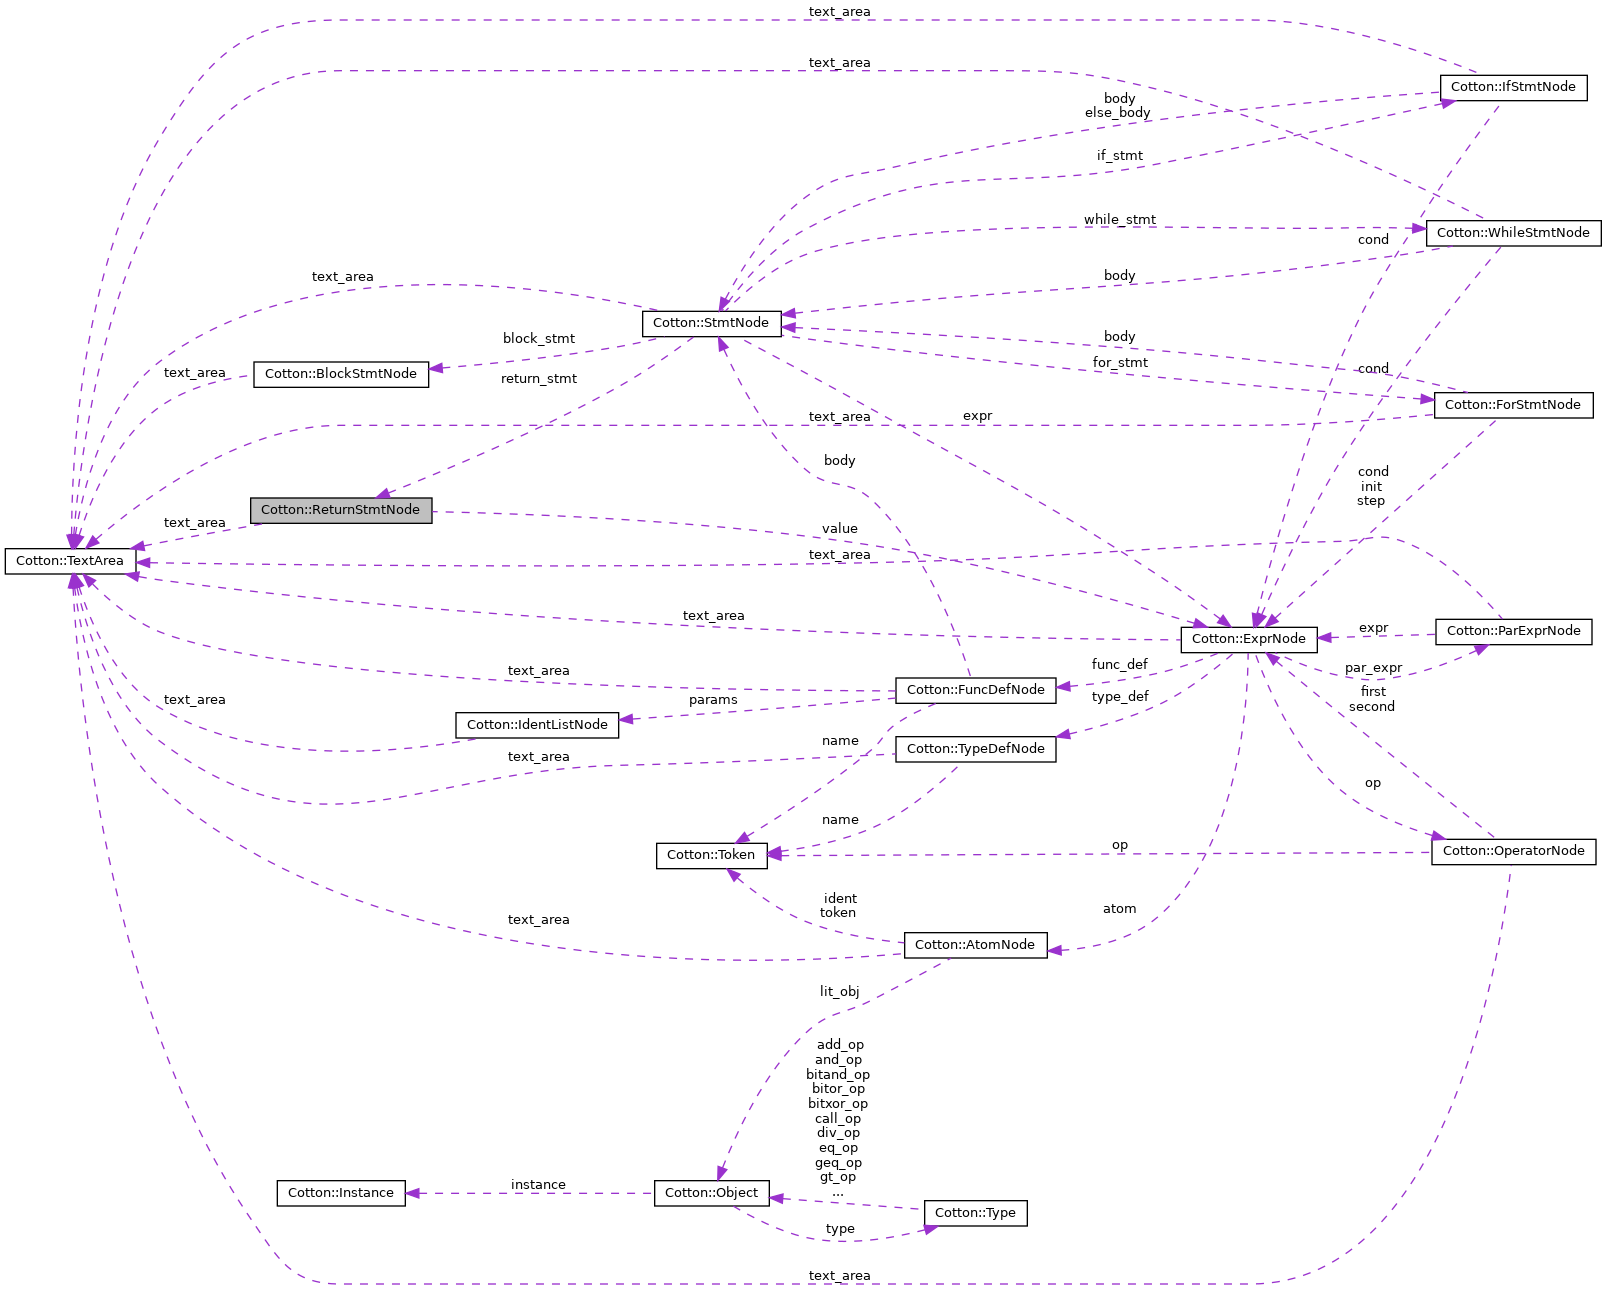 text_area
text_area
Cotton::IfStmtNode
body
else_body
if_stmt
while_stmt
Cotton::WhileStmtNode
cond
text_area
body
Cotton::StmtNode
block_stmt
body
Cotton::BlockStmtNode
text_area
return_stmt
for_stmt
cond
Cotton::ForStmtNode
text_area
expr
body
cond
init
step
Cotton::ReturnStmtNode
text_area
value
text_area
Cotton::TextArea
text_area
expr
Cotton::ParExprNode
Cotton::ExprNode
text_area
func_def
par_expr
Cotton::FuncDefNode
type_def
first
second
text_area
params
Cotton::IdentListNode
name
Cotton::TypeDefNode
text_area
op
name
Cotton::Token
op
Cotton::OperatorNode
ident
token
atom
text_area
Cotton::AtomNode
lit_obj
add_op
and_op
bitand_op
bitor_op
bitxor_op
call_op
div_op
eq_op
geq_op
gt_op
...
Cotton::Instance
instance
Cotton::Object
Cotton::Type
type
text_area